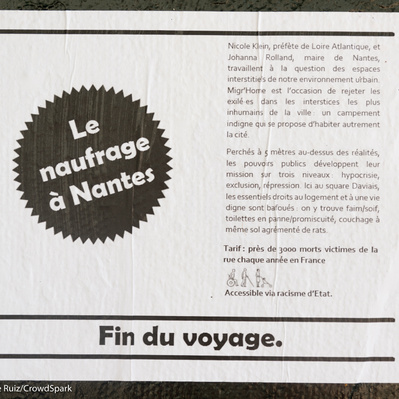 Nicole Klein, préfète de Loire Atlantique, et
Johanna Rolland, maire de Nantes,
travaillent à la question des espaces
interstitiels de notre environnement urbain.
Migr'Home est l'occasion de rejeter les
exilé·es dans les interstices les plus
inhumains de la ville : un campement
indigne qui se propose d'habiter autrement
la cité.
Perchés à 5 mètres au-dessus des réalités,
les pouvoirs publics développent leur
mission sur trois niveaux : hypocrisie,
exclusion, répression. Ici au square Daviais,
les essentiels droits au logement et à une vie
digne sont bafoués : on y trouve faim/soif,
toilettes en panne/promiscuité, couchage à
même sol agrémenté de rats.
Tarif : près de 3000 morts victimes de la
rue chaque année en France
Accessible via racisme d'Etat.
Le
naufrage
à Nantes
Fin du voyage.
Ruiz/CrowdSpark